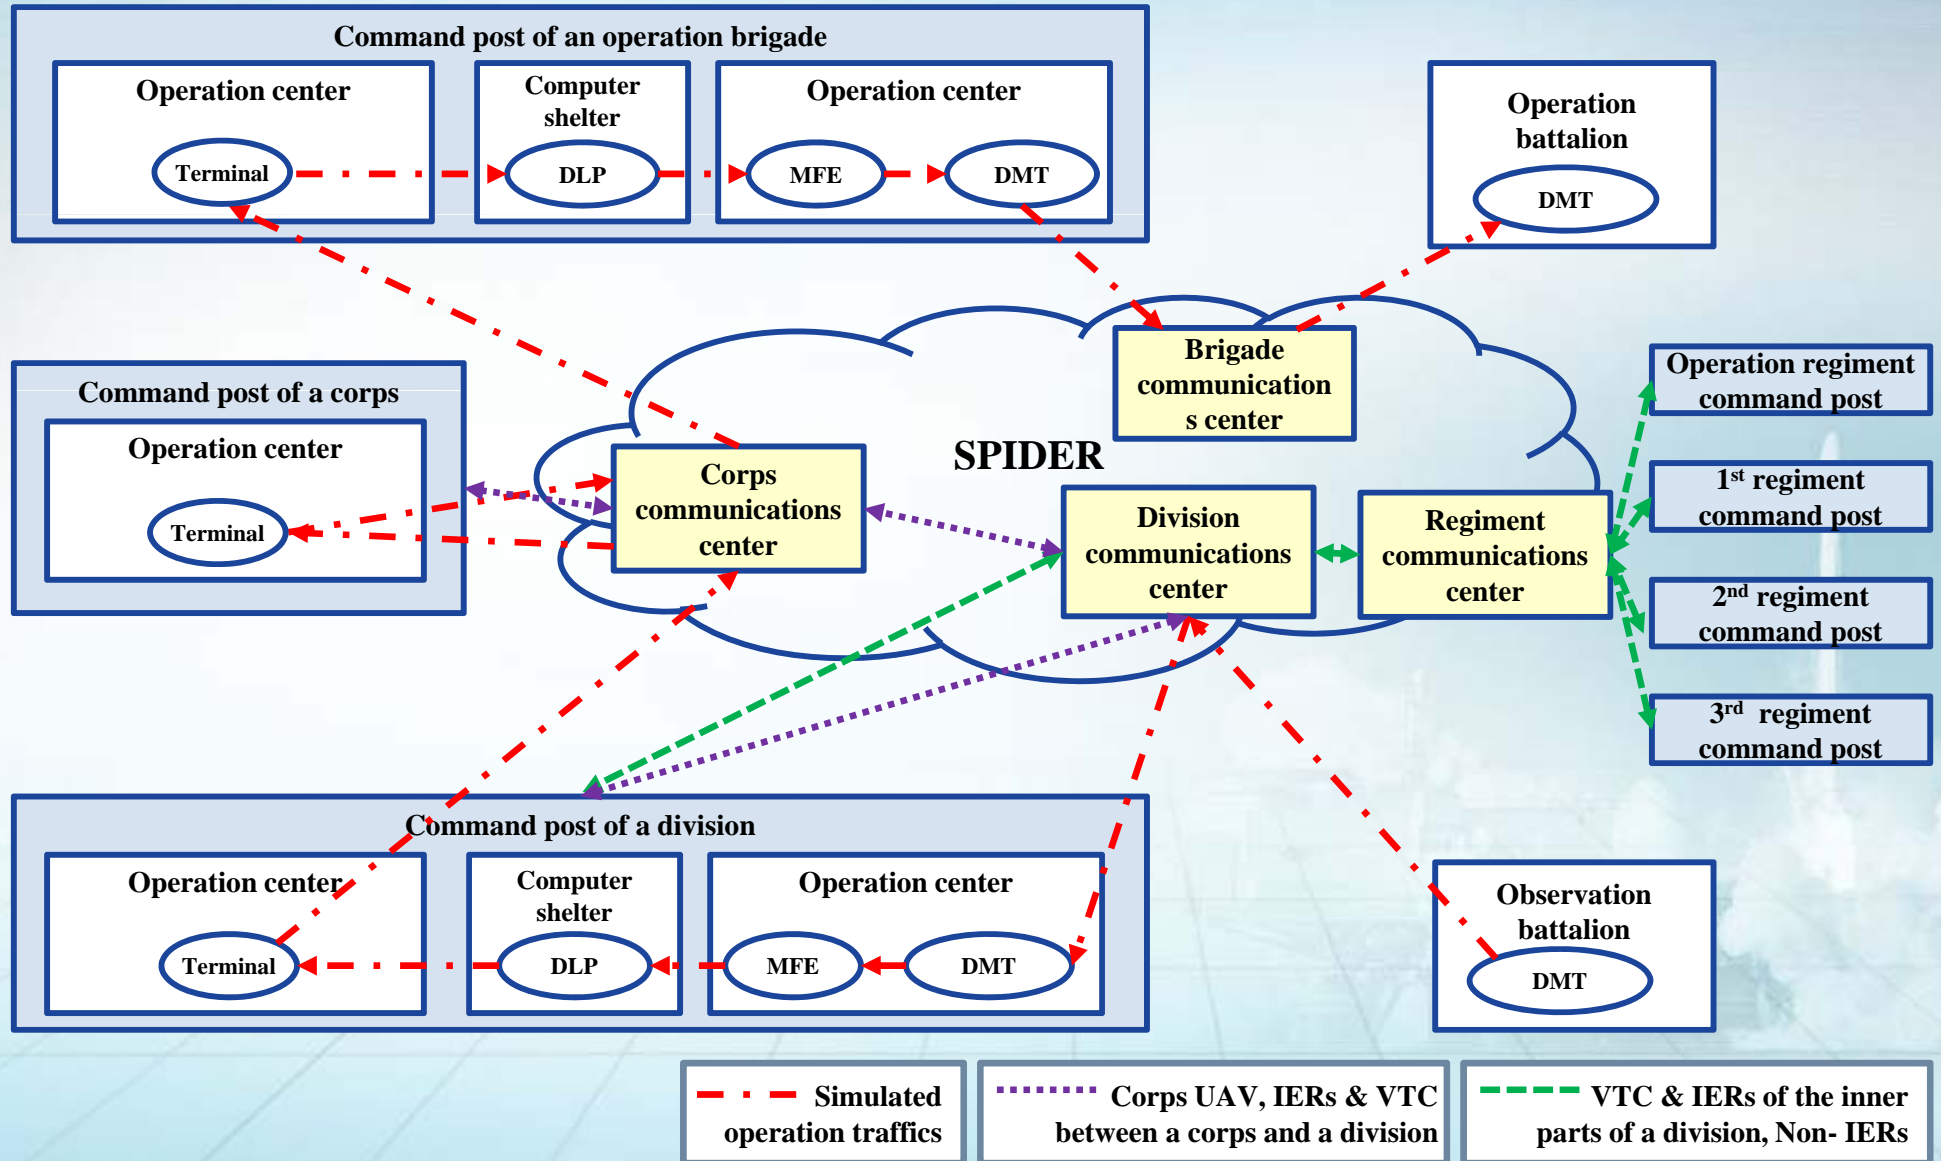 Command post of an operation brigade
Operation center
Terminal
Computer
shelter
DLP
Operation center
MFE
DMT
Operation
battalion
DMT
Command post of a corps
Operation center
Terminal
SPIDER
Corps
communications
center
Brigade
communication
s center
Division
communications
center
Regiment
communications
center
Operation regiment
command post
1st regiment
command post
2nd regiment
command post
3rd regiment
command post
Command post of a division
Operation center
Terminal
Computer
shelter
DLP
Operation center
MFE
DMT
Observation
battalion
DMT
Simulated
operation traffics
Corps UAV, IERs & VTC
between a corps and a division
VTC & IERs of the inner
parts of a division, Non- IERs